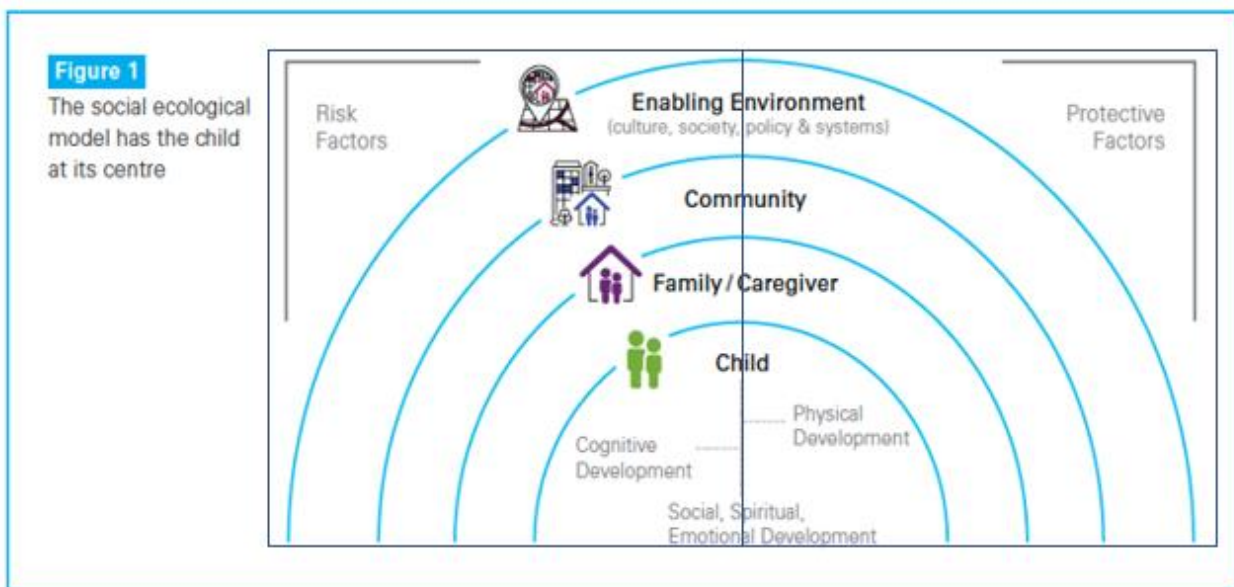 Figure 1
The social ecological
model has the child
at its centre
Risk
Factors
Enabling Environment
(culture, society, policy & systems)
Protective
Factors
Community
Family / Caregiver
Child
Physical
Development
Cognitive
Development
Social, Spiritual,
Emotional Development